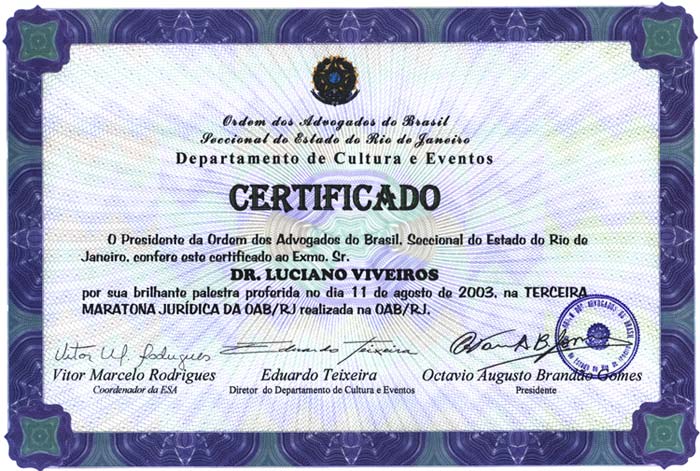 Ordem dos Advogados do Brasil
Seccional do Estado do Rio de Janeiro
Departamento de Cultura e Eventos
CERTIFICADO
O Presidente da Ordem dos Advogados do Brasil, Seccional do Estado do Rio de
Janeiro, confere este certificado ao Exmo. Sr.
DR. LUCIANO VIVEIROS
por sua brilhante palestra proferida no dia 11 de agosto de 2003, na TERCEIRA
MARATONA JURÍDICA DA OAB/RJ realizada na OAB/RJ.
Vitor M. Rodrigues Eduardo Teixeira
Vitor Marcelo Rodrigues Eduardo Teixeira Octavio Augusto Brandão Gomes
Coordenador da ESA Diretor do Departamento de Cultura e Eventos Presidente